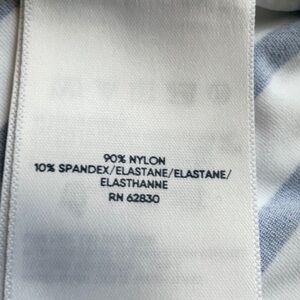 90% NYLON
10% SPANDEX/ELASTANE/ELASTANE/
ELASTHANNE
RN 62830